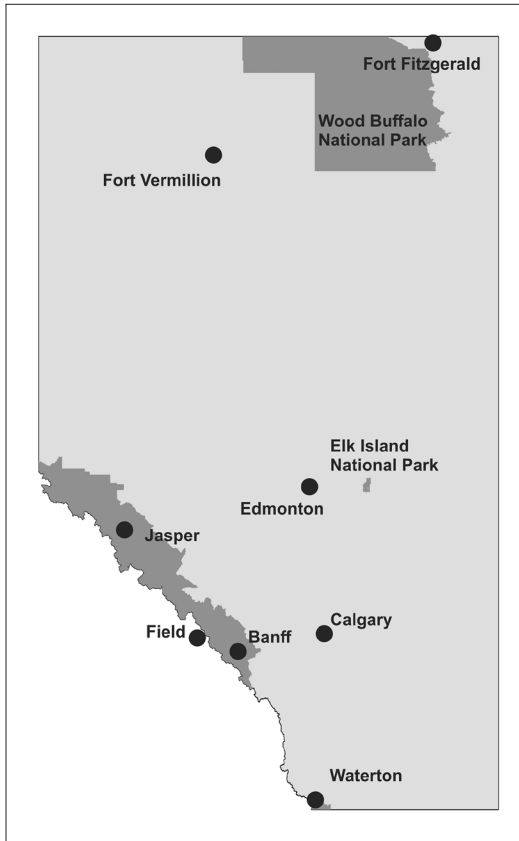 Fort Fitzgerald
Wood Buffalo
National Park
Fort Vermillion
Elk Island
National Park
Edmonton
Jasper
Calgary
Field
Banff
Waterton